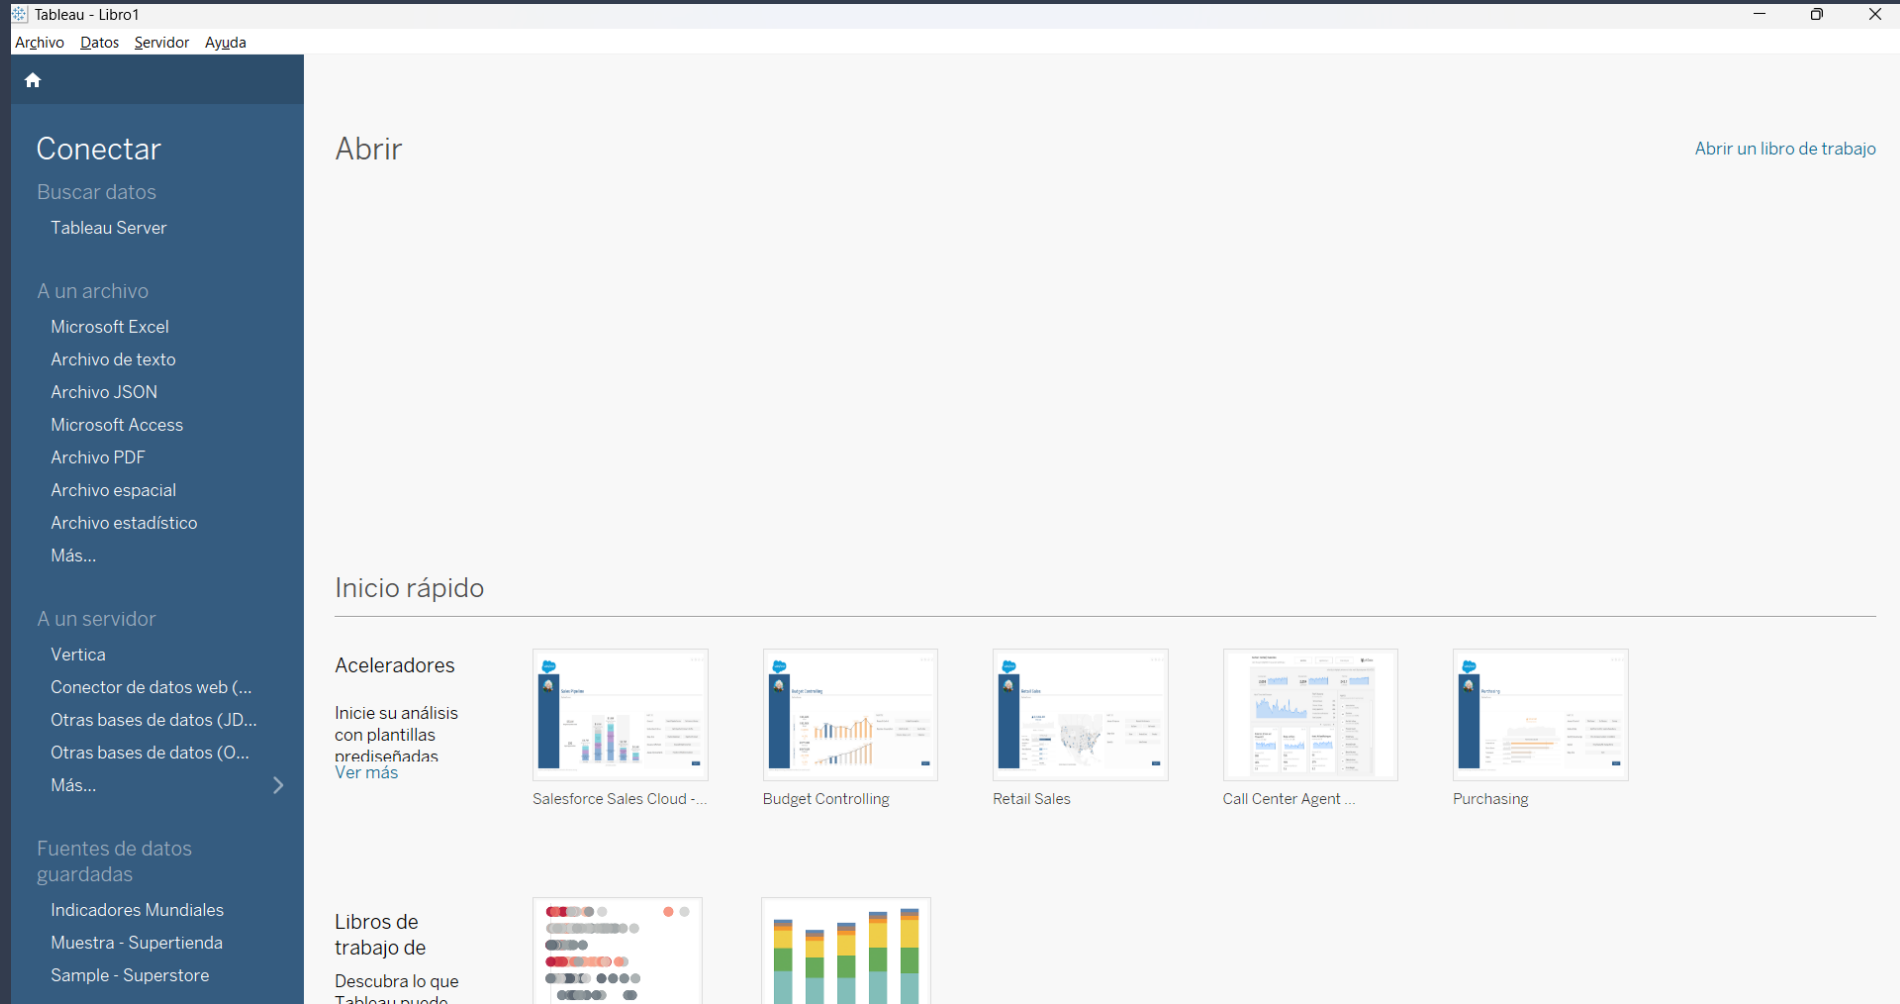 Tableau - Libro1
Archivo Datos Servidor Ayuda
Conectar
Buscar datos
Tableau Server
A un archivo
Microsoft Excel
Archivo de texto
Archivo JSON
Microsoft Access
Archivo PDF
Archivo espacial
Archivo estadístico
Más...
A un servidor
Vertica
Conector de datos web (...
Otras bases de datos (JD...
Otras bases de datos (O...
Más...
Fuentes de datos
guardadas
Indicadores Mundiales
Muestra - Supertienda
Sample - Superstore
Abrir
Abrir un libro de trabajo
Inicio rápido
Aceleradores
Inicie su análisis
con plantillas
prediseñadas
Ver más
Salesforce Sales Cloud -...
Budget Controlling
Retail Sales
Call Center Agent ...
Purchasing
Libros de
trabajo de
Descubra lo que
Tableau puede